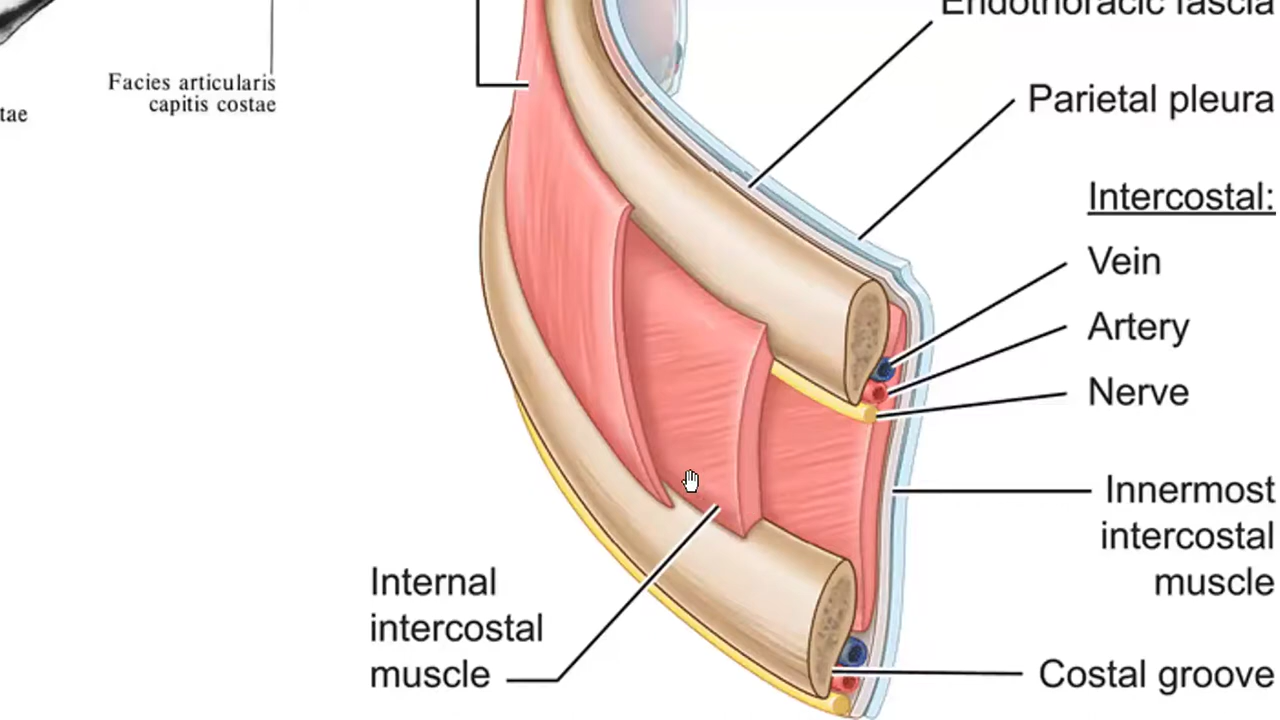 Endothoracic fascia
Facies articularis
capitis costae
tae
Parietal pleura
Intercostal:
Vein
Artery
Nerve
Innermost
intercostal
muscle
Internal
intercostal
muscle
Costal groove